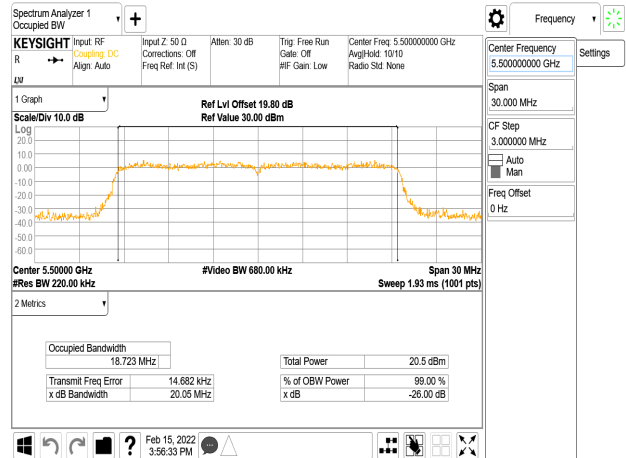 Spectrum Analyzer 1
Occupied BW
Frequency
KEYSIGHT
Input: RF
Coupling: DC
Align: Auto
Input Z: 50 Ω
Corrections: Off
Freq Ref: Int (S)
Atten: 30 dB
Trig: Free Run
Gate: Off
#IF Gain: Low
Center Freq: 5.500000000 GHz
Avg|Hold: 10/10
Radio Std: None
R
LXI
Center Frequency
5.500000000 GHz
Settings
Span
30.000 MHz
CF Step
3.000000 MHz
Auto
Man
Freq Offset
0 Hz
1 Graph
Ref Lvl Offset 19.80 dB
Scale/Div 10.0 dB
Ref Value 30.00 dBm
Log
20.0
10.0
0.00
-10.0
-20.0
-30.0
-40.0
-50.0
-60.0
Center 5.50000 GHz
#Video BW 680.00 kHz
Span 30 MHz
#Res BW 220.00 kHz
Sweep 1.93 ms (1001 pts)
2 Metrics
Occupied Bandwidth
18.723 MHz
Total Power 20.5 dBm
Transmit Freq Error 14.682 kHz
% of OBW Power 99.00 %
x dB Bandwidth 20.05 MHz
x dB -26.00 dB
?
Feb 15, 2022
3:56:33 PM